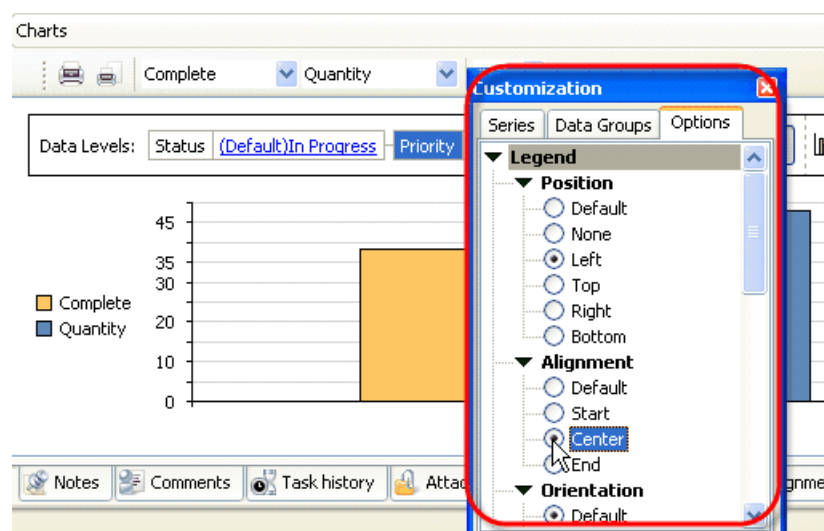 Charts
Complete Quantity
Data Levels: Status (Default)In Progress Priority
45
35
30
20
10
0
Complete
Quantity
Customization
Series Data Groups Options
Legend
Position
Default
None
Left
Top
Right
Bottom
Alignment
Default
Start
Center
End
Orientation
Default
Notes Comments Task history Attac
gnme